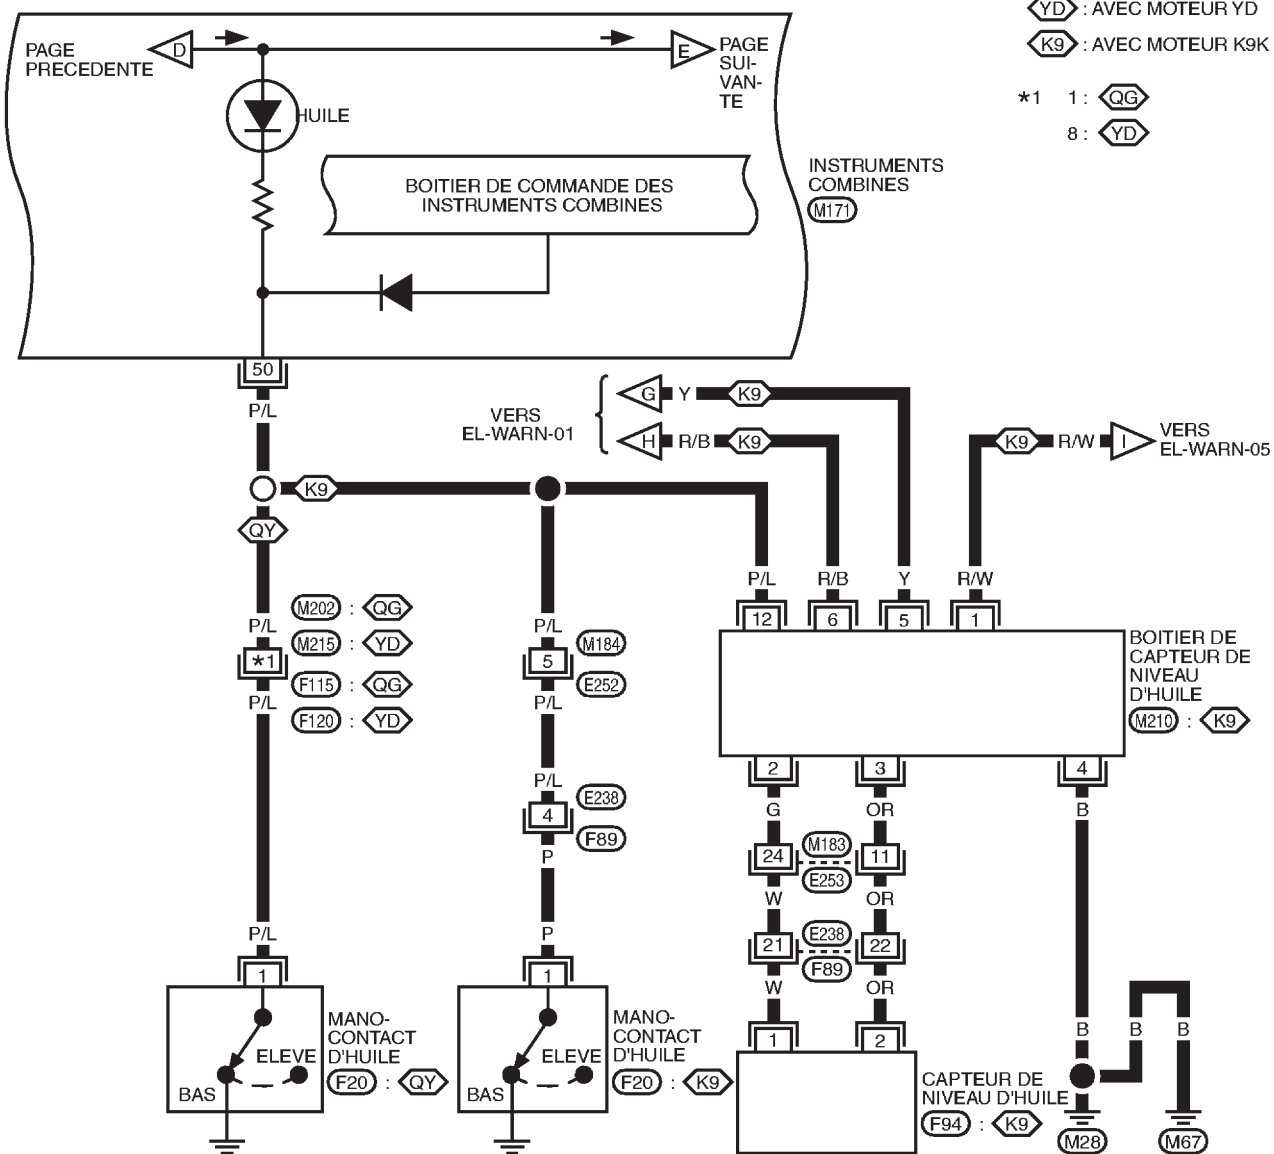 YD : AVEC MOTEUR YD
K9 : AVEC MOTEUR K9K
*1 1 : QG
8 : YD
PAGE
PRECEDENTE
D
E
PAGE
SUI-
VAN-
TE
HUILE
BOITIER DE COMMANDE DES
INSTRUMENTS COMBINES
INSTRUMENTS
COMBINES
M171
50
P/L
VERS
EL-WARN-01
G Y K9
H R/B K9
K9 R/W I
VERS
EL-WARN-05
K9
QY
P/L
*1
P/L
M202 : QG
M215 : YD
F115 : QG
F120 : YD
P/L
5
P/L
M184
E252
P/L
4
P
E238
F89
P/L R/B Y R/W
12 6 5 1
BOITIER DE
CAPTEUR DE
NIVEAU
D'HUILE
M210 : K9
2 3 4
G OR B
24 M183 11
E253
W OR
21 E238 22
F89
W OR
1 2
P/L
1
MANO-
CONTACT
D'HUILE
F20 : QY
ELEVE
BAS
P
1
MANO-
CONTACT
D'HUILE
F20 : K9
ELEVE
BAS
CAPTEUR DE
NIVEAU D'HUILE
F94 : K9
B B B
M28 M67